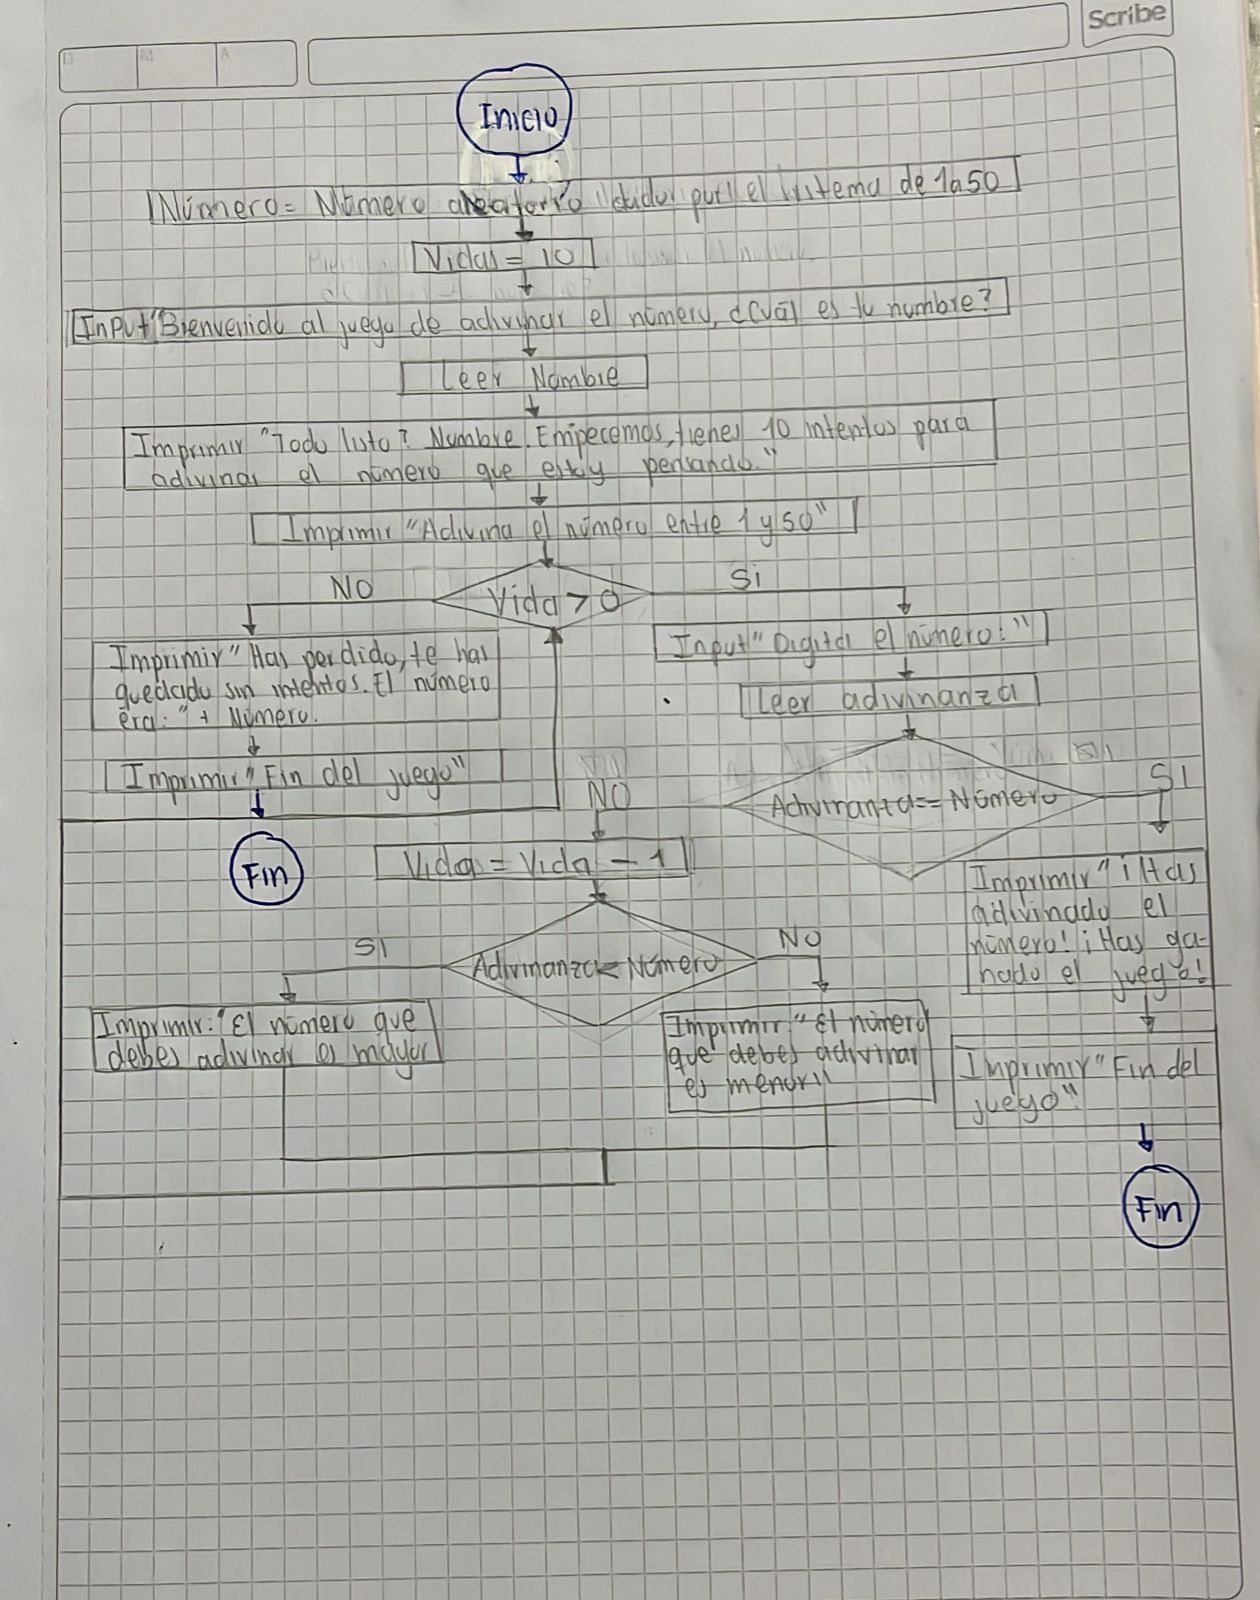 Scribe
D M A
Inicio
Número = Número aleatorio dador por el sistema de 1a50
Vidas = 10
Input "Bienvenido al juego de adivinar el número, ¿Cuál es tu nombre?
Leer Nombre
Imprimir "Todo listo? Nombre. Empecemos, tienes 10 intentos para
adivinar el número que estoy pensando."
Imprimir "Adivina el número entre 1 y 50"
NO
Vida > 0
Si
Imprimir "Has perdido, te has
quedado sin intentos. El número
era: " + Número.
Input "Digita el número: "
Leer adivinanza
Imprimir "Fin del juego"
NO
Adivinanza == Número
SI
Fin
Vida = Vida - 1
Imprimir "¡Has
adivinado el
número! ¡Has ga-
nado el juego!
SI
Adivinanza < Número
NO
Imprimir: "El número que
debes adivinar es mayor
Imprimir: "El número
que debes adivinar
es menor"
Imprimir "Fin del
juego"
Fin